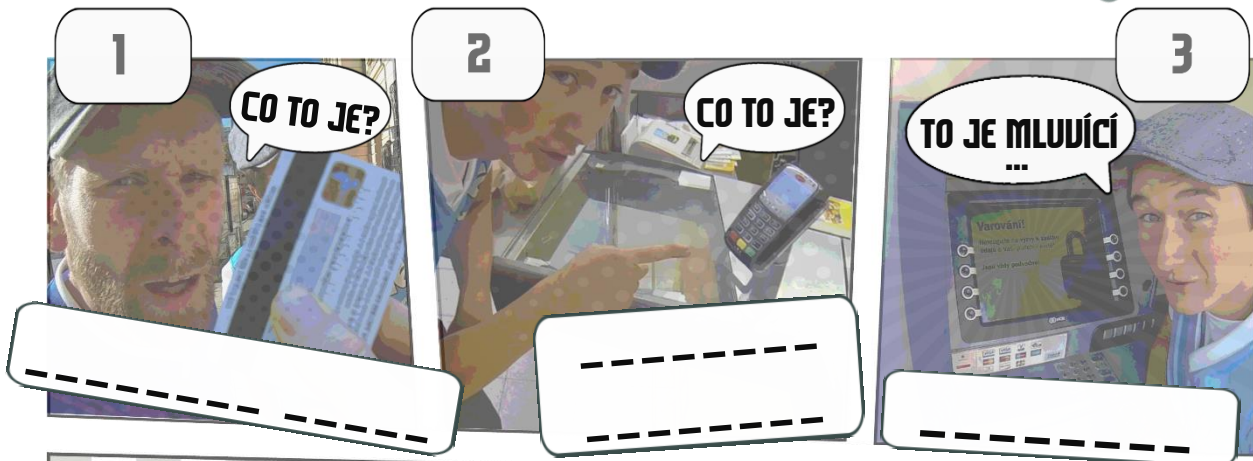 1
2
3
CO TO JE?
CO TO JE?
TO JE MLUVÍCÍ
...
Varování!